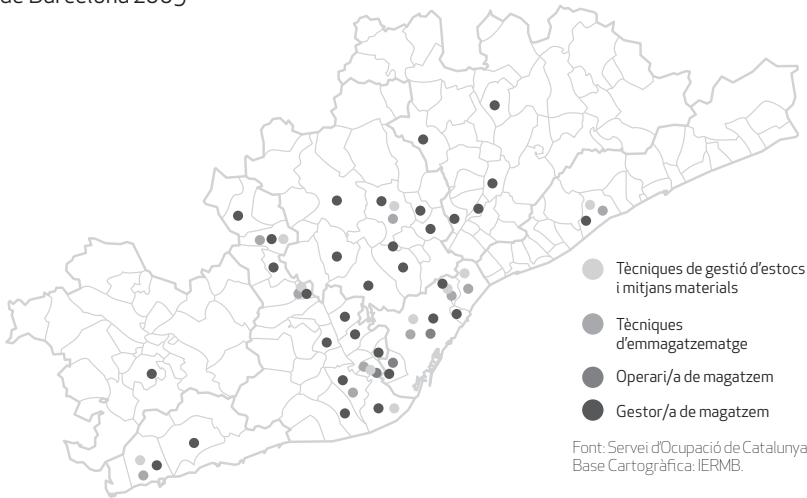 de Barcelona 2009
Tècniques de gestió d'estocs
i mitjans materials
Tècniques
d'emmagatzematge
Operari/a de magatzem
Gestor/a de magatzem
Font: Servei d'Ocupació de Catalunya
Base Cartogràfica: IERMB.